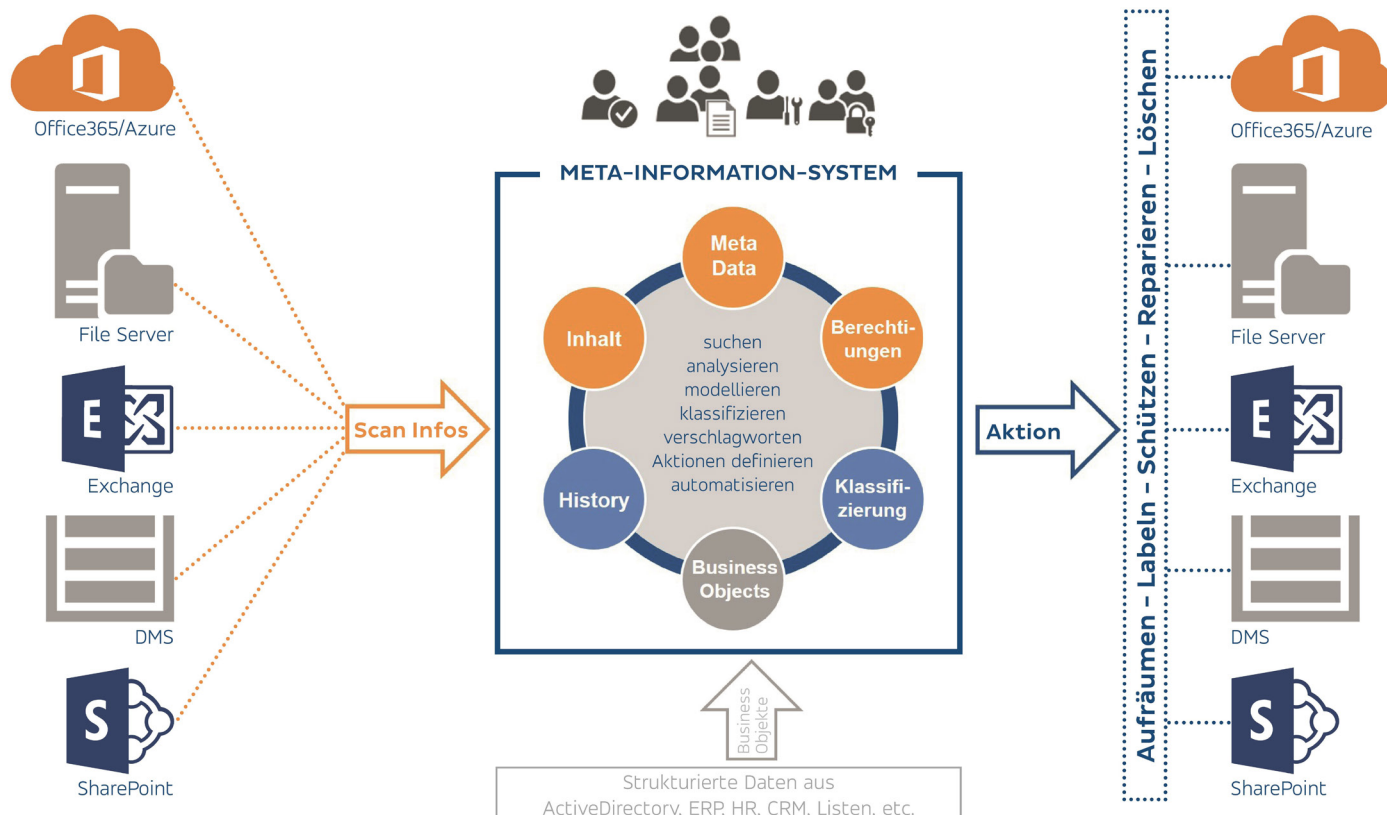 Office365/Azure
File Server
Exchange
DMS
SharePoint
Scan Infos
META-INFORMATION-SYSTEM
Meta
Data
Inhalt
Berechti-
ungen
suchen
analysieren
modellieren
klassifizieren
verschlagworten
Aktionen definieren
automatisieren
History
Klassifi-
zierung
Business
Objects
Business
Objekte
Strukturierte Daten aus
ActiveDirectory, ERP, HR, CRM, Listen, etc.
Aktion
Aufräumen – Labeln – Schützen – Reparieren – Löschen
Office365/Azure
File Server
E
Exchange
DMS
S
SharePoint
E
S